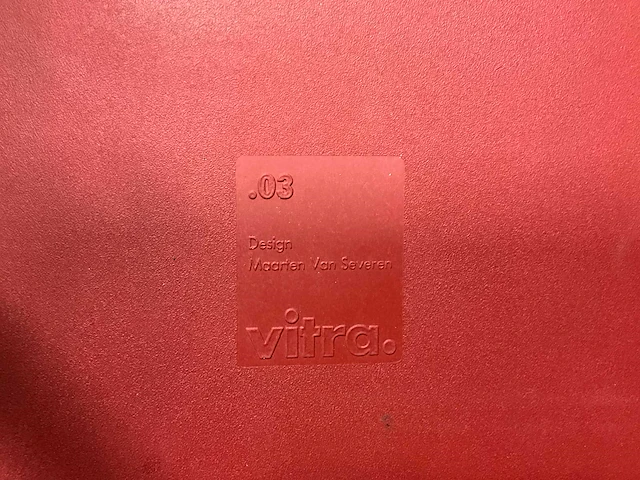 .03
Design
Maarten Van Severen
vitra.